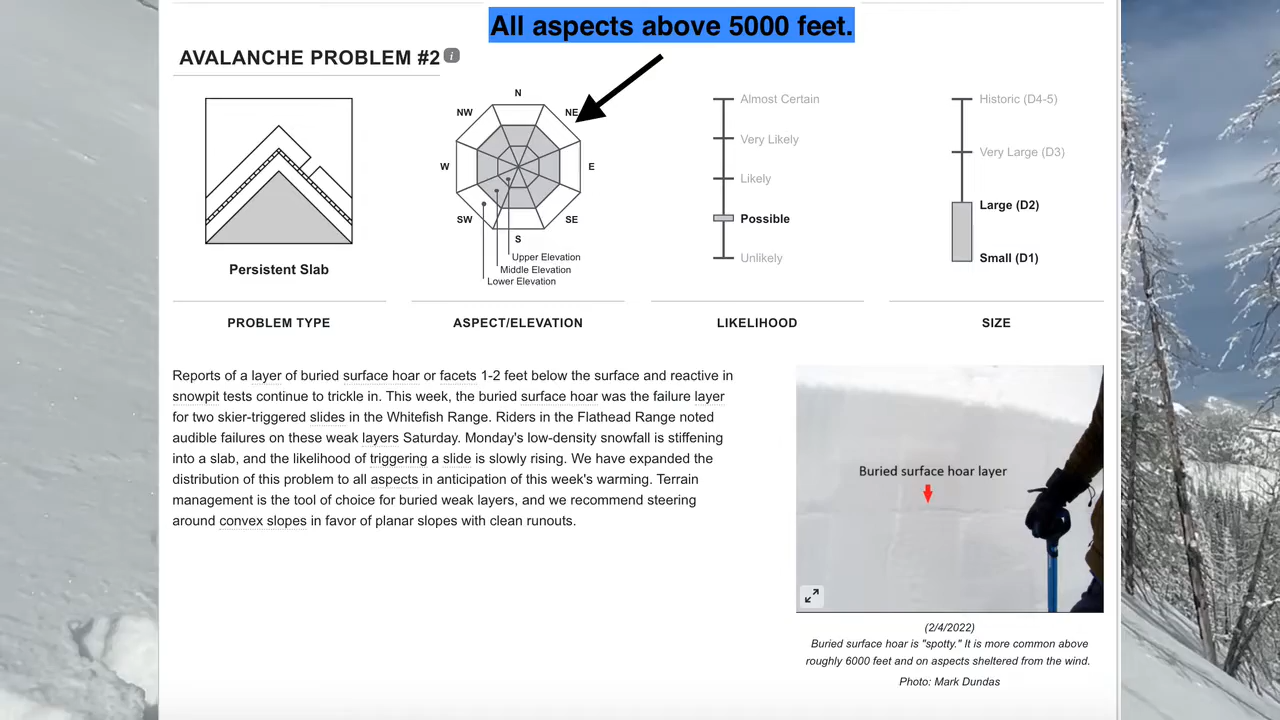 All aspects above 5000 feet.
AVALANCHE PROBLEM #2 i
N
NW
NE
W
E
SW
SE
S
Upper Elevation
Middle Elevation
Lower Elevation
Almost Certain
Very Likely
Likely
Possible
Unlikely
Historic (D4-5)
Very Large (D3)
Large (D2)
Small (D1)
Persistent Slab
PROBLEM TYPE
ASPECT/ELEVATION
LIKELIHOOD
SIZE
Reports of a layer of buried surface hoar or facets 1-2 feet below the surface and reactive in
snowpit tests continue to trickle in. This week, the buried surface hoar was the failure layer
for two skier-triggered slides in the Whitefish Range. Riders in the Flathead Range noted
audible failures on these weak layers Saturday. Monday's low-density snowfall is stiffening
into a slab, and the likelihood of triggering a slide is slowly rising. We have expanded the
distribution of this problem to all aspects in anticipation of this week's warming. Terrain
management is the tool of choice for buried weak layers, and we recommend steering
around convex slopes in favor of planar slopes with clean runouts.
Buried surface hoar layer
(2/4/2022)
Buried surface hoar is "spotty." It is more common above
roughly 6000 feet and on aspects sheltered from the wind.
Photo: Mark Dundas